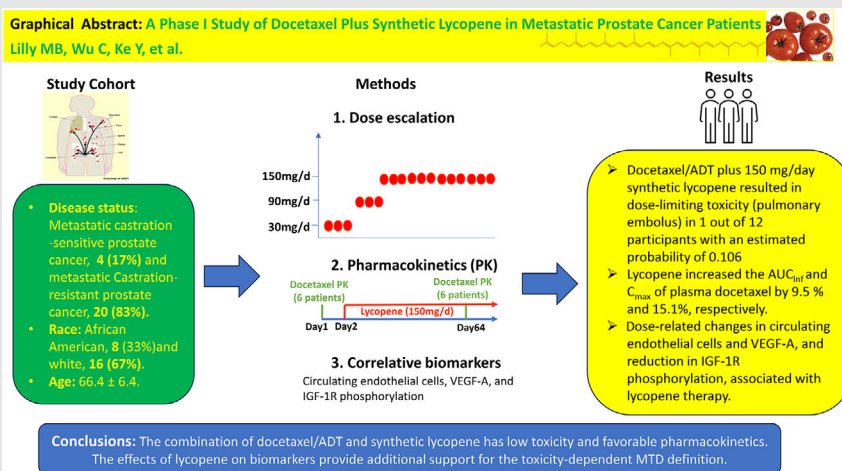 Graphical Abstract: A Phase I Study of Docetaxel Plus Synthetic Lycopene in Metastatic Prostate Cancer Patients
Lilly MB, Wu C, Ke Y, et al.
Study Cohort
• Disease status:
Metastatic castration
-sensitive prostate
cancer, 4 (17%) and
metastatic Castration-
resistant prostate
cancer, 20 (83%).
• Race: African
American, 8 (33%)and
white, 16 (67%).
• Age: 66.4 ± 6.4.
Methods
1. Dose escalation
150mg/d
90mg/d
30mg/d
2. Pharmacokinetics (PK)
Docetaxel PK
(6 patients)
Docetaxel PK
(6 patients)
Lycopene (150mg/d)
Day1
Day2
Day64
3. Correlative biomarkers
Circulating endothelial cells, VEGF-A, and
IGF-1R phosphorylation
Results
➢ Docetaxel/ADT plus 150 mg/day
synthetic lycopene resulted in
dose-limiting toxicity (pulmonary
embolus) in 1 out of 12
participants with an estimated
probability of 0.106
➢ Lycopene increased the AUCinf and
Cmax of plasma docetaxel by 9.5 %
and 15.1%, respectively.
➢ Dose-related changes in circulating
endothelial cells and VEGF-A, and
reduction in IGF-1R
phosphorylation, associated with
lycopene therapy.
Conclusions: The combination of docetaxel/ADT and synthetic lycopene has low toxicity and favorable pharmacokinetics.
The effects of lycopene on biomarkers provide additional support for the toxicity-dependent MTD definition.